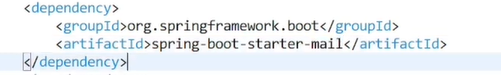 <dependency>
<groupId>org.springframework.boot</groupId>
<artifactId>spring-boot-starter-mail</artifactId>
</dependency>